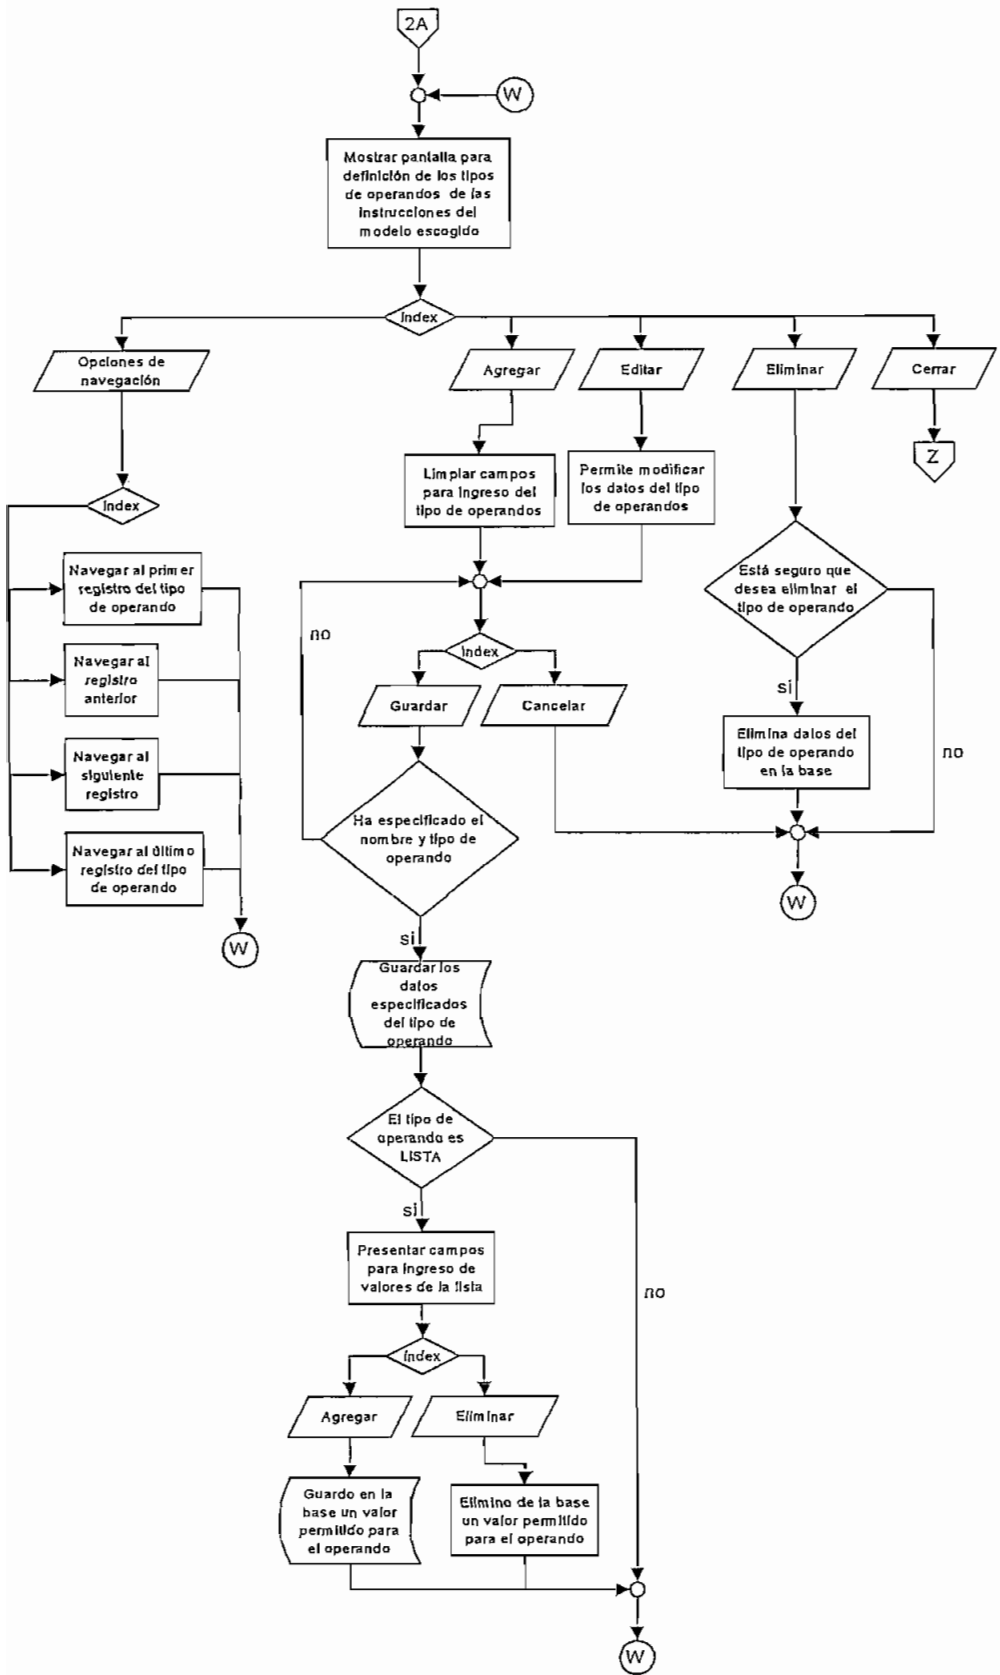 2A
W
Mostrar pantalla para
definición de los tipos
de operandos de las
instrucciones del
modelo escogido
Index
Opciones de
navegación
Agregar
Editar
Eliminar
Cerrar
Z
Limpiar campos
para ingreso del
tipo de operandos
Permite modificar
los datos del tipo
de operandos
Index
Navegar al primer
registro del tipo
de operando
Navegar al
registro
anterior
Navegar al
siguiente
registro
Navegar al último
registro del tipo
de operando
W
no
Index
Guardar
Cancelar
Está seguro que
desea eliminar el
tipo de operando
si
no
Elimina datos del
tipo de operando
en la base
W
Ha especificado el
nombre y tipo de
operando
si
Guardar los
datos
especificados
del tipo de
operando
El tipo de
operando es
LISTA
si
no
Presentar campos
para ingreso de
valores de la lista
Index
Agregar
Eliminar
Guardo en la
base un valor
permitido para
el operando
Elimino de la base
un valor permitido
para el operando
W